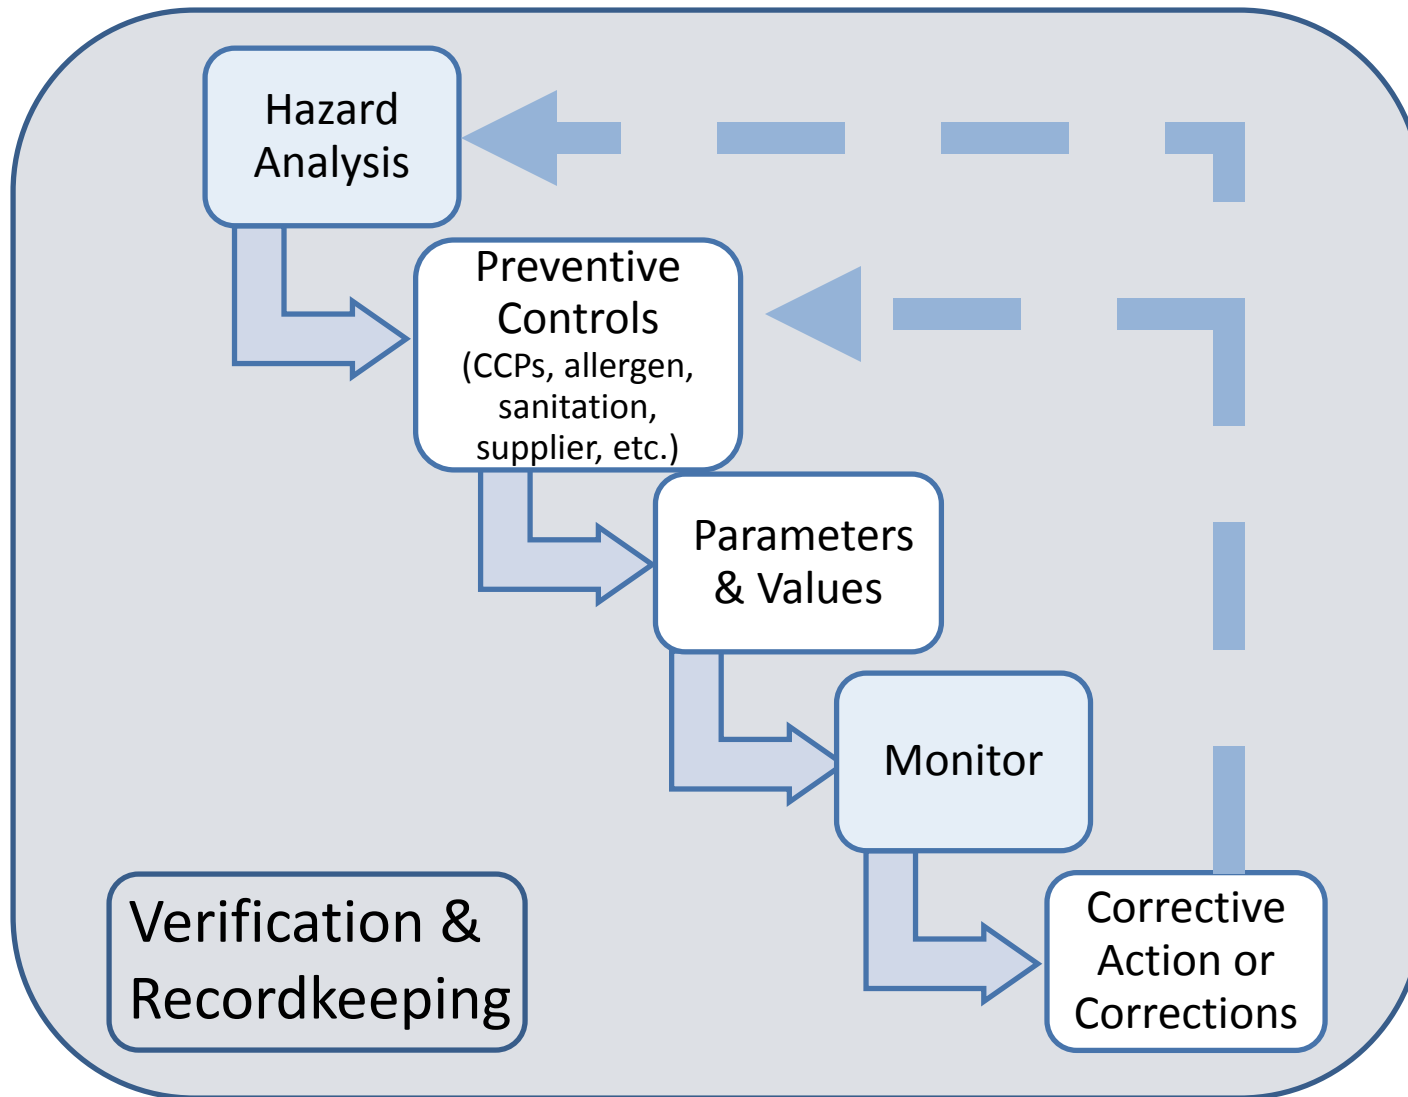 Hazard
Analysis
Preventive
Controls
(CCPs, allergen,
sanitation,
supplier, etc.)
Parameters
& Values
Monitor
Corrective
Action or
Corrections
Verification &
Recordkeeping